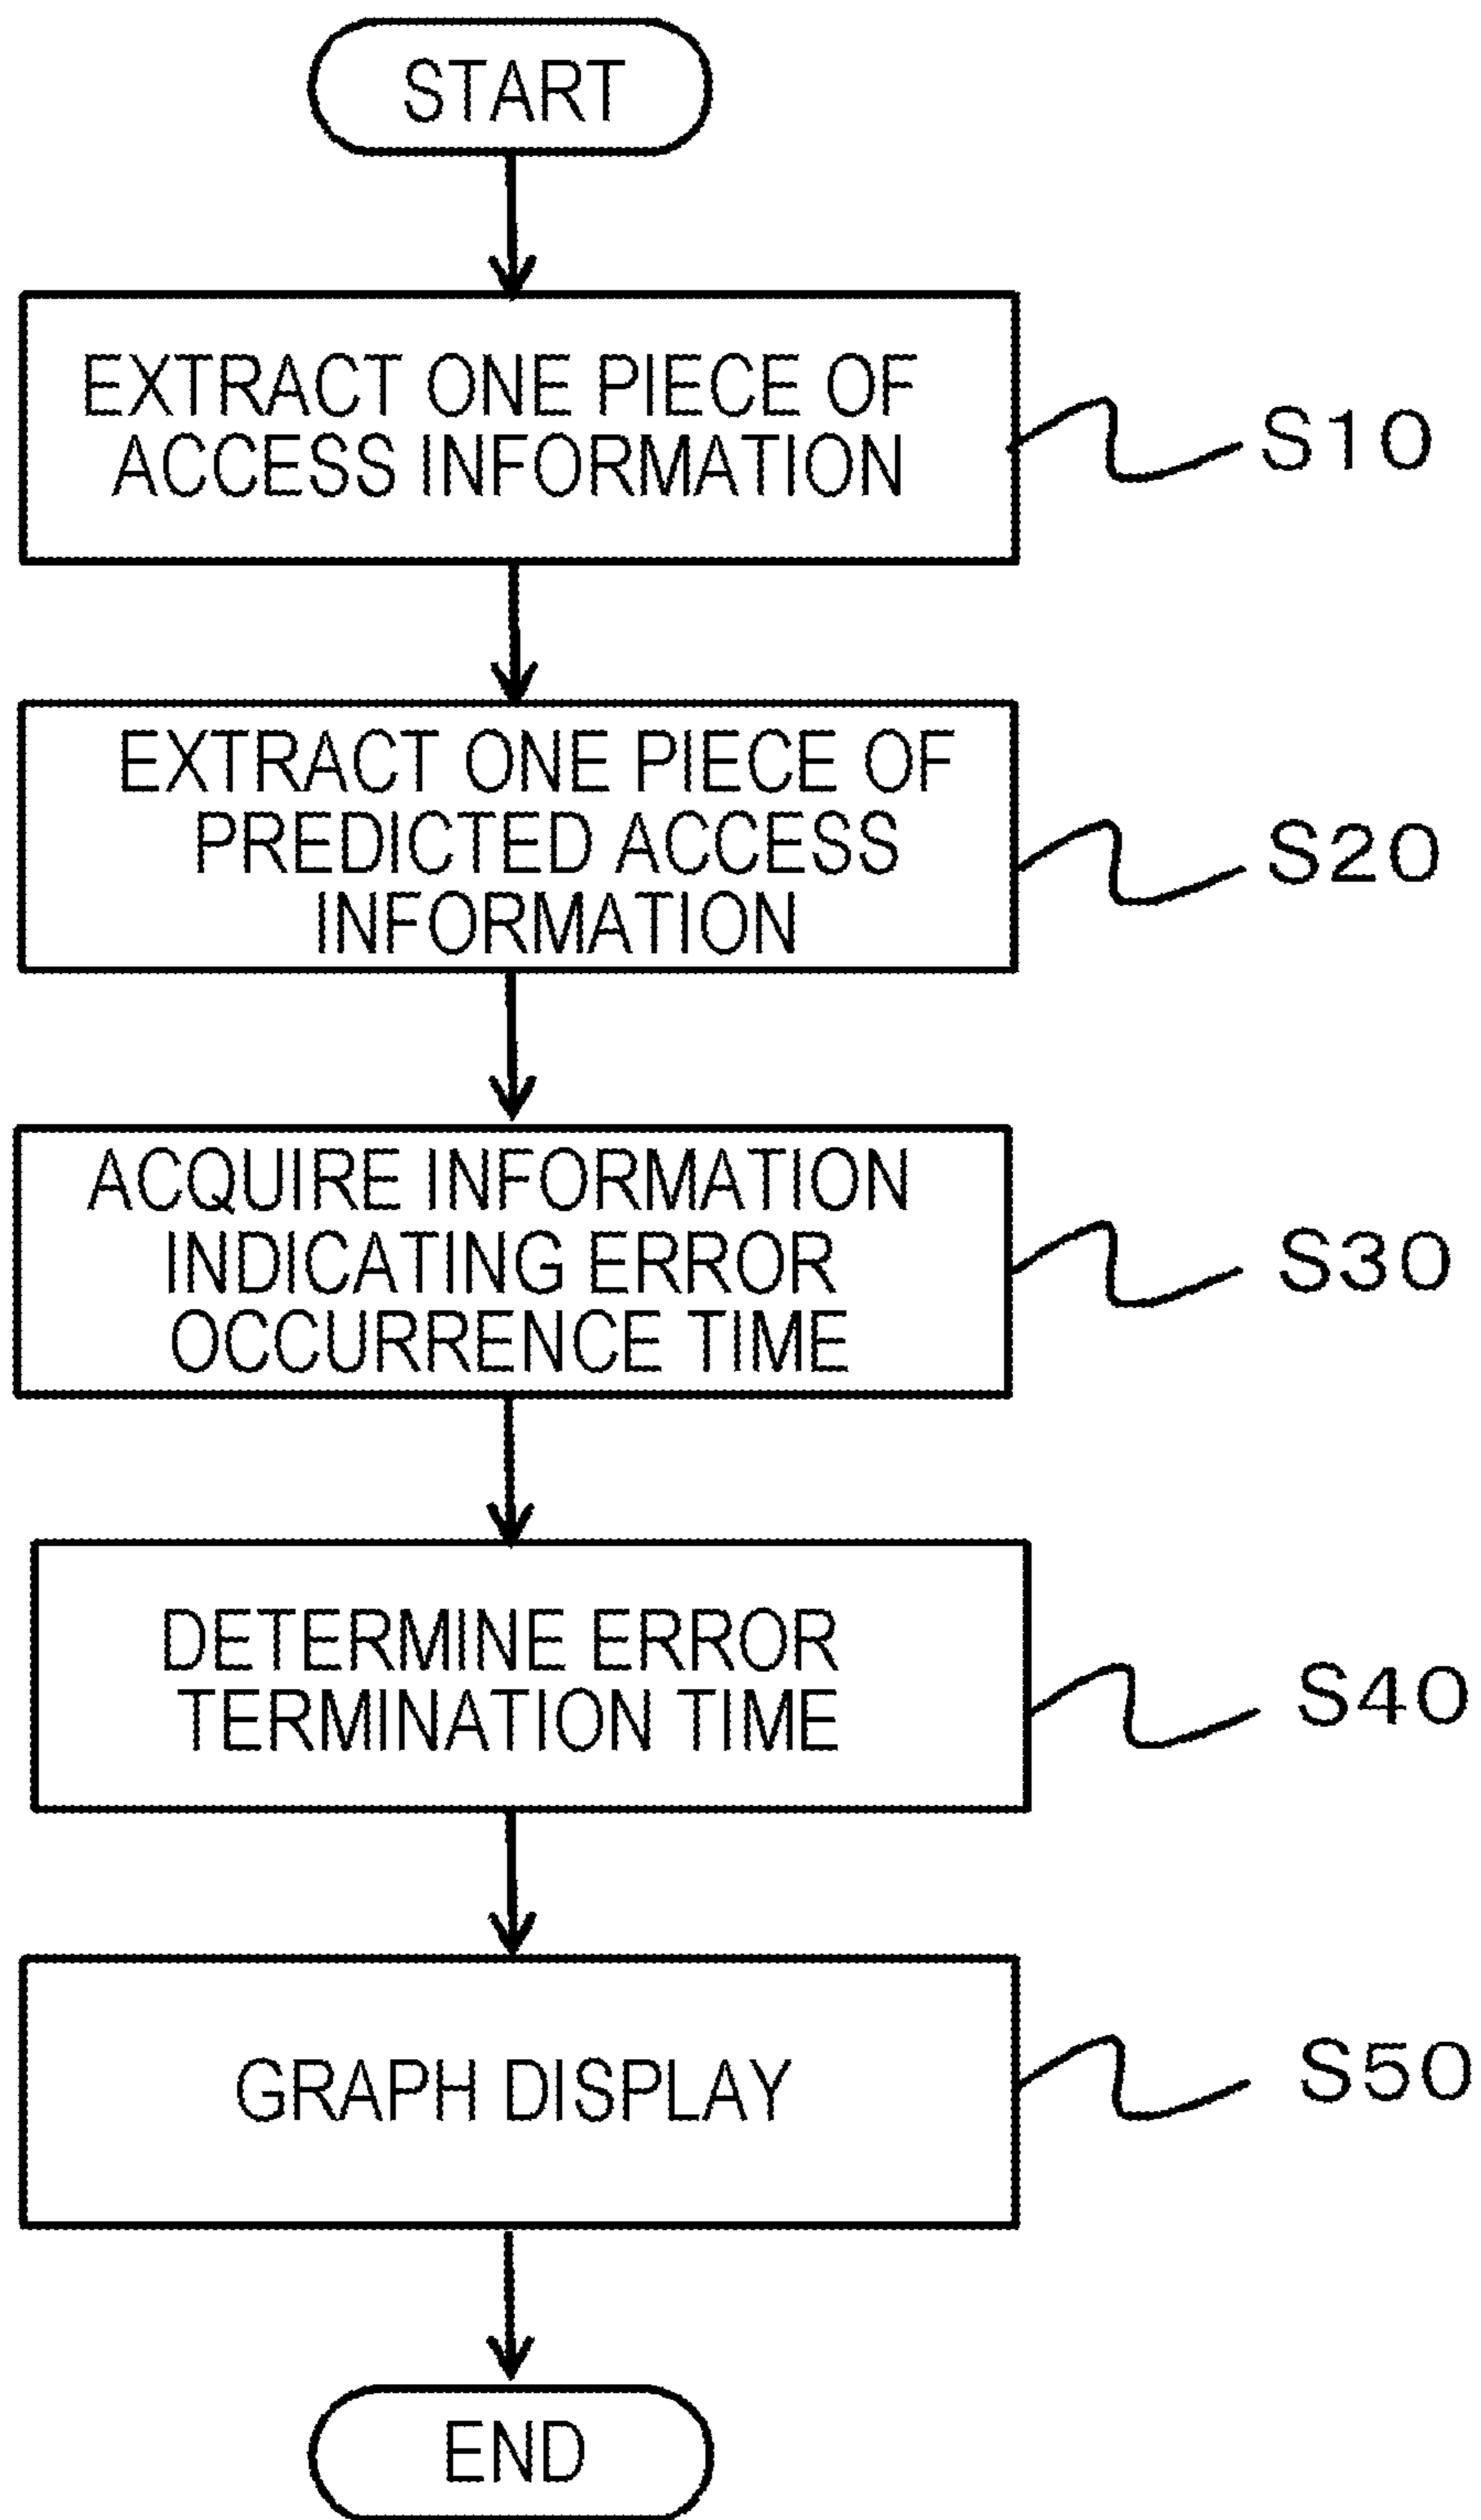 START
EXTRACT ONE PIECE OF
ACCESS INFORMATION
S10
EXTRACT ONE PIECE OF
PREDICTED ACCESS
INFORMATION
S20
ACQUIRE INFORMATION
INDICATING ERROR
OCCURRENCE TIME
S30
DETERMINE ERROR
TERMINATION TIME
S40
GRAPH DISPLAY
S50
END